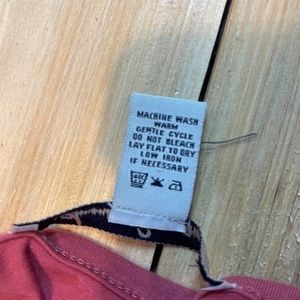 MACHINE WASH
WARM
GENTLE CYCLE
DO NOT BLEACH
LAY FLAT TO DRY
LOW IRON
IF NECESSARY